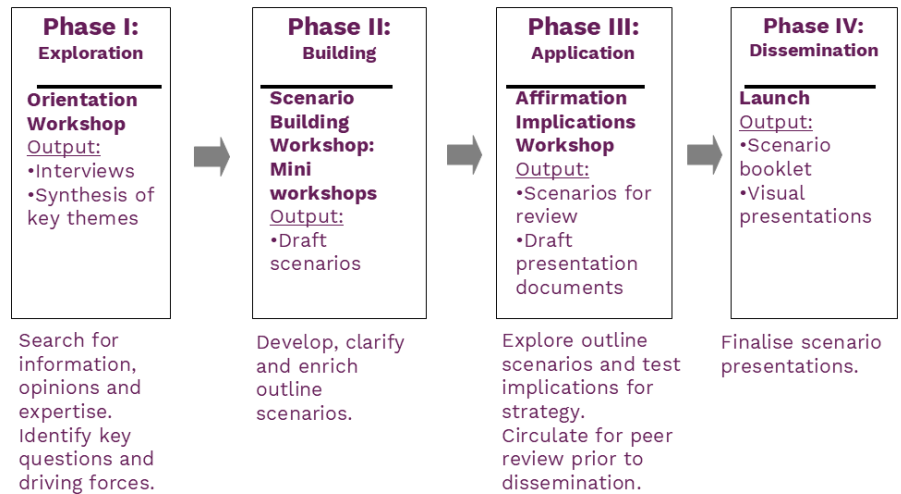 Phase I:
Exploration
Orientation
Workshop
Output:
•Interviews
•Synthesis of
key themes
Search for
information,
opinions and
expertise.
Identify key
questions and
driving forces.
Phase II:
Building
Scenario
Building
Workshop:
Mini
workshops
Output:
•Draft
scenarios
Develop, clarify
and enrich
outline
scenarios.
Phase III:
Application
Affirmation
Implications
Workshop
Output:
•Scenarios for
review
•Draft
presentation
documents
Explore outline
scenarios and test
implications for
strategy.
Circulate for peer
review prior to
dissemination.
Phase IV:
Dissemination
Launch
Output:
•Scenario
booklet
•Visual
presentations
Finalise scenario
presentations.